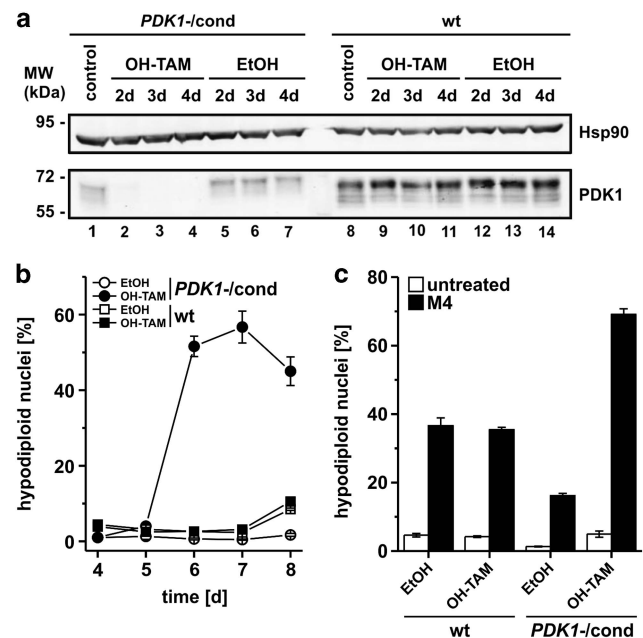 a
PDK1-/cond wt
MW (kDa)
control OH-TAM EtOH control OH-TAM EtOH
2d 3d 4d 2d 3d 4d 2d 3d 4d 2d 3d 4d
95 - Hsp90
72 -
PDK1
55 -
1 2 3 4 5 6 7 8 9 10 11 12 13 14
b
EtOH
OH-TAM
PDK1-/cond
EtOH
OH-TAM
wt
hypodiploid nuclei [%]
60
40
20
0
4 5 6 7 8
time [d]
c
untreated
M4
hypodiploid nuclei [%]
80
60
40
20
0
EtOH OH-TAM EtOH OH-TAM
wt PDK1-/cond